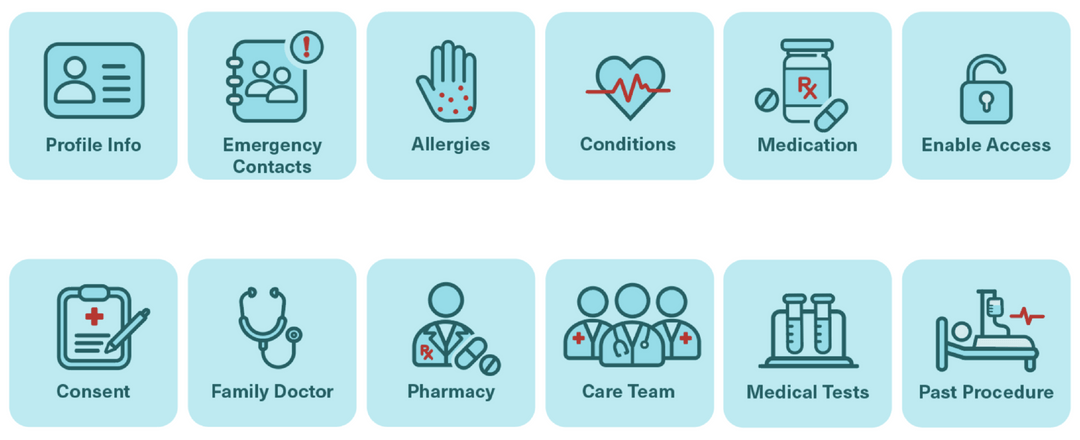 Profile Info
Emergency
Contacts
Allergies
Conditions
Rx
Medication
Enable Access
Consent
Family Doctor
Rx
Pharmacy
Care Team
Medical Tests
Past Procedure